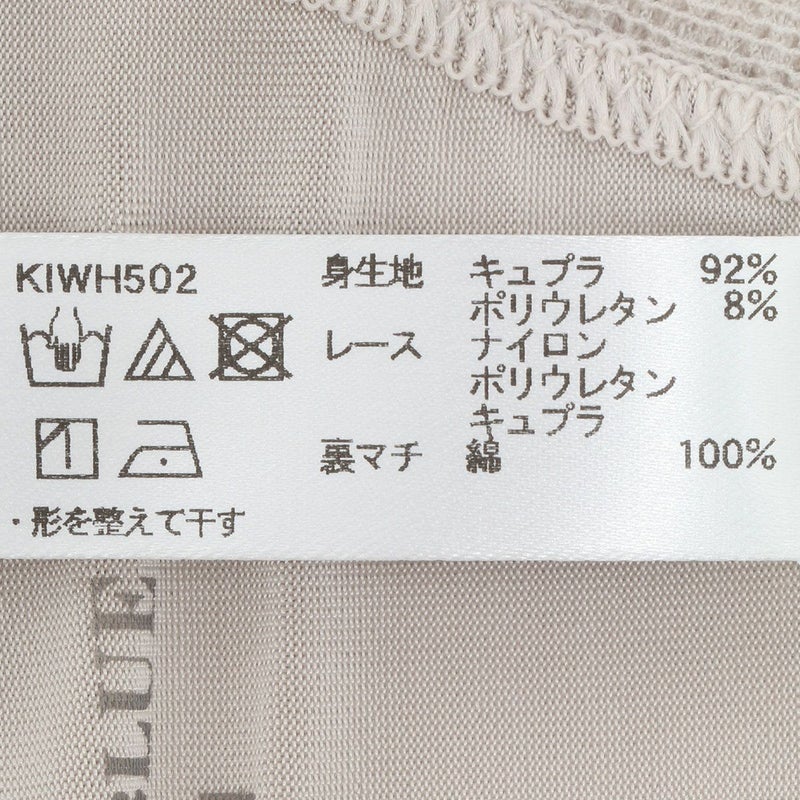 KIWH502
身生地 キュプラ 92%
ポリウレタン 8%
レース ナイロン
ポリウレタン
キュプラ
裏マチ 綿 100%
・形を整えて干す
BLUE